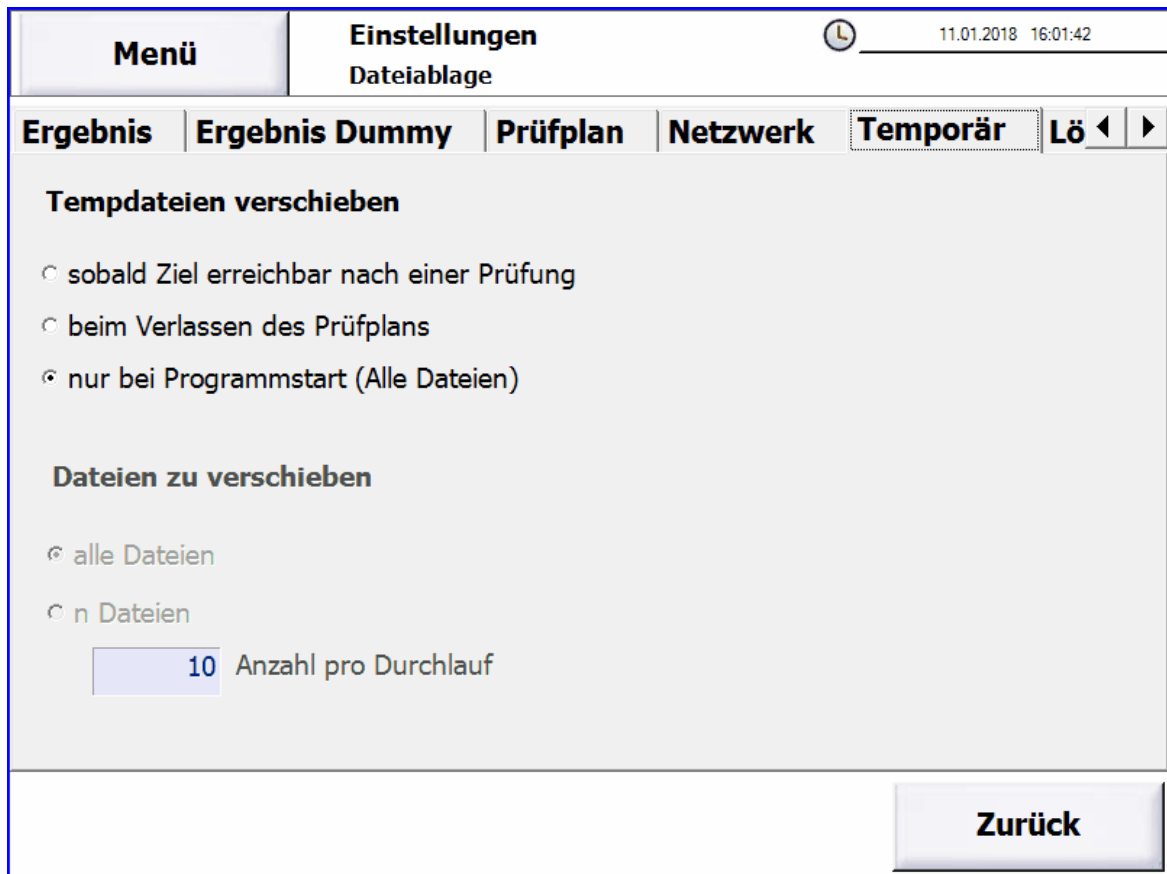 Menü
Einstellungen
Dateiablage
11.01.2018 16:01:42
Ergebnis
Ergebnis Dummy
Prüfplan
Netzwerk
Temporär
Lö
Tempdateien verschieben
sobald Ziel erreichbar nach einer Prüfung
beim Verlassen des Prüfplans
nur bei Programmstart (Alle Dateien)
Dateien zu verschieben
alle Dateien
n Dateien
10 Anzahl pro Durchlauf
Zurück